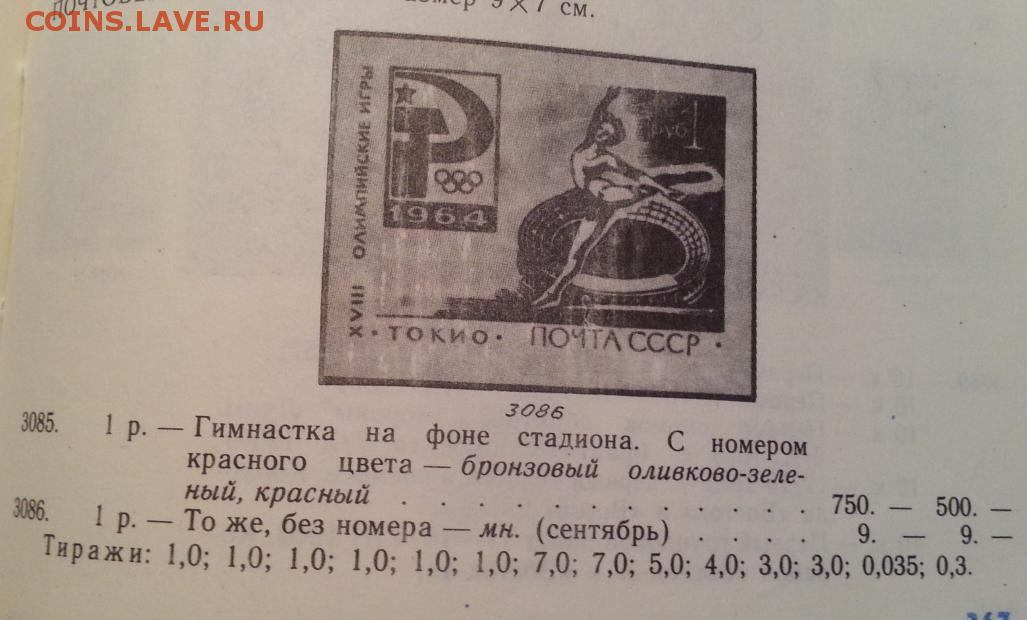 COINS.LAVE.RU
9 × 7 см.
XVIII ОЛИМПИЙСКИЕ ИГРЫ
1964
1 РУБ
• ТОКИО • ПОЧТА СССР •
3086
3085. 1 р. — Гимнастка на фоне стадиона. С номером
красного цвета — бронзовый оливково-зеле-
ный, красный . . . . . . . . . . . 750. — 500. —
3086. 1 р. — То же, без номера — мн. (сентябрь) . . . . . 9. — 9. —
Тиражи: 1,0; 1,0; 1,0; 1,0; 1,0; 1,0; 7,0; 7,0; 5,0; 4,0; 3,0; 3,0; 0,035; 0,3.